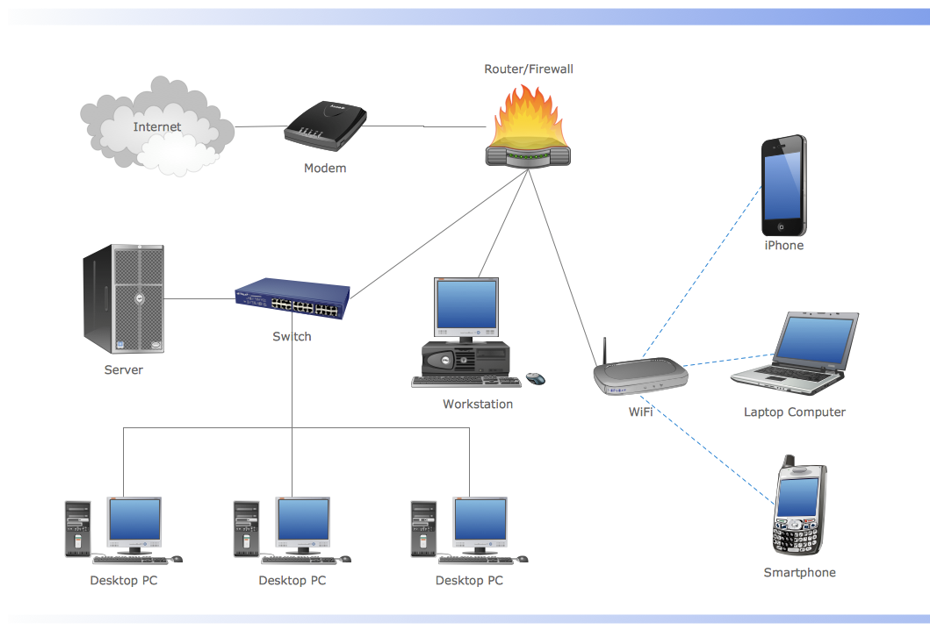 Router/Firewall
Internet
Modem
iPhone
Switch
Server
Workstation
WiFi
Laptop Computer
Desktop PC
Desktop PC
Desktop PC
Smartphone